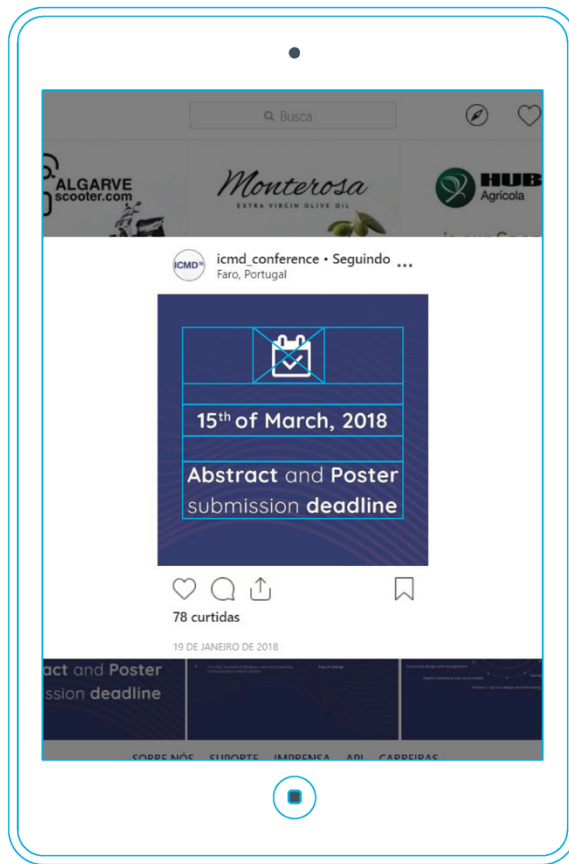 Busca
ALGARVE
scooter.com
Monterosa
EXTRA VIRGIN OLIVE OIL
HUB
Agrícola
ICMD
icmd_conference • Seguindo ...
Faro, Portugal
15th of March, 2018
Abstract and Poster
submission deadline
78 curtidas
19 DE JANEIRO DE 2018
act and Poster
ssion deadline
SOBRE NÓS SUPORTE IMPRENSA API CARREIRAS